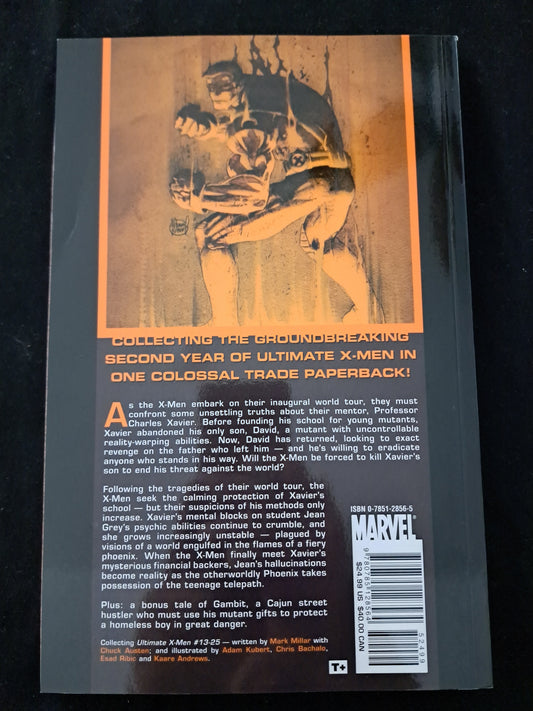 COLLECTING THE GROUNDBREAKING
SECOND YEAR OF ULTIMATE X-MEN IN
ONE COLOSSAL TRADE PAPERBACK!
As the X-Men embark on their inaugural world tour, they must
confront some unsettling truths about their mentor, Professor
Charles Xavier. Before founding his school for young mutants,
Xavier abandoned his only son, David, a mutant with uncontrollable
reality-warping abilities. Now, David has returned, looking to exact
revenge on the father who left him — and he's willing to eradicate
anyone who stands in his way. Will the X-Men be forced to kill Xavier's
son to end his threat against the world?
Following the tragedies of their world tour, the
X-Men seek the calming protection of Xavier's
school — but their suspicions of his methods only
increase. Xavier's mental blocks on student Jean
Grey's psychic abilities continue to crumble, and
she grows increasingly unstable — plagued by
visions of a world engulfed in the flames of a fiery
phoenix. When the X-Men finally meet Xavier's
mysterious financial backers, Jean's hallucinations
become reality as the otherworldly Phoenix takes
possession of the teenage telepath.
Plus: a bonus tale of Gambit, a Cajun street
hustler who must use his mutant gifts to protect
a homeless boy in great danger.
Collecting Ultimate X-Men #13-25 — written by Mark Millar with
Chuck Austen; and illustrated by Adam Kubert, Chris Bachalo,
Esad Ribic and Kaare Andrews.
T+
ISBN 0-7851-2856-5
MARVEL
9 780785 128564
52499
$24.99 US $40.00 CAN